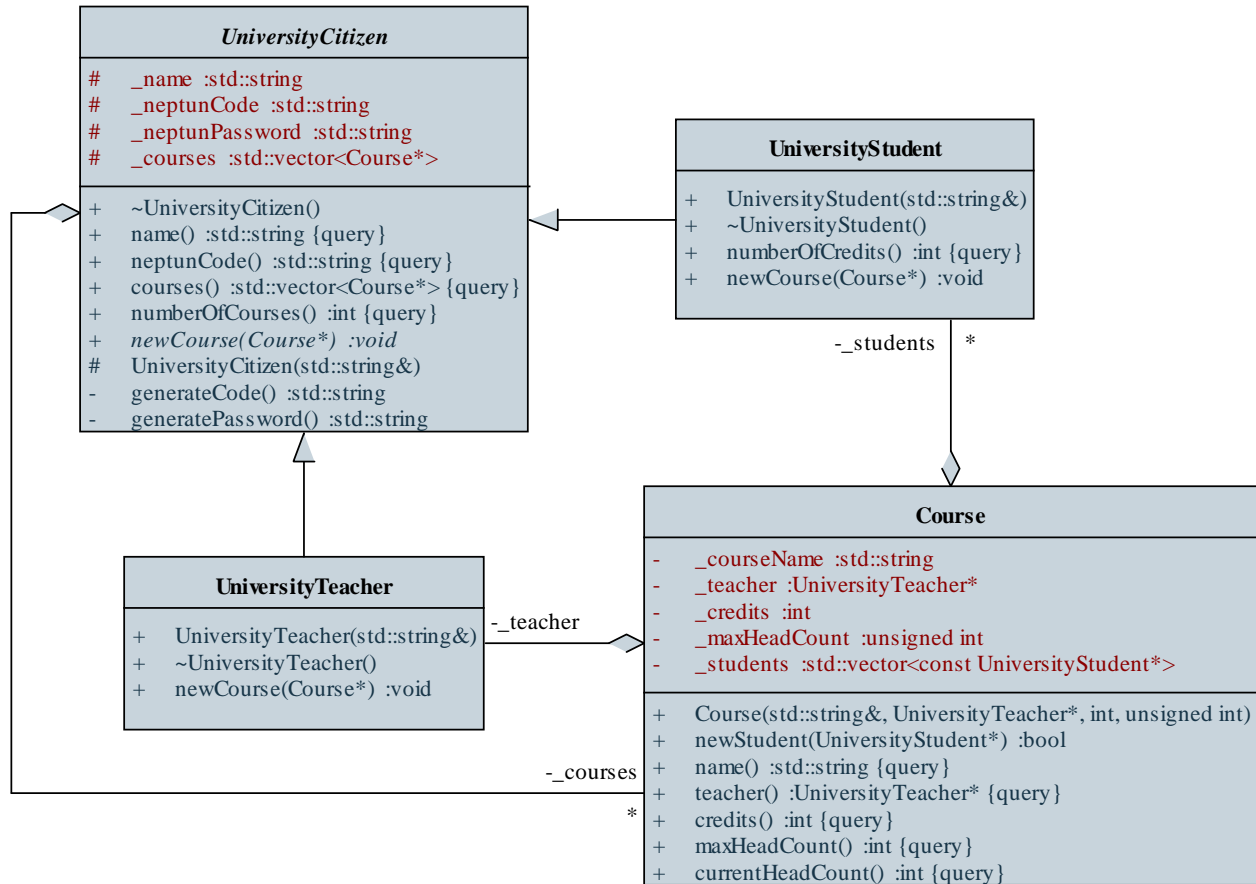 UniversityCitizen
# _name :std::string
# _neptunCode :std::string
# _neptunPassword :std::string
# _courses :std::vector<Course*>
+ ~UniversityCitizen()
+ name() :std::string {query}
+ neptunCode() :std::string {query}
+ courses() :std::vector<Course*> {query}
+ numberOfCourses() :int {query}
+ newCourse(Course*) :void
# UniversityCitizen(std::string&)
- generateCode() :std::string
- generatePassword() :std::string
UniversityStudent
+ UniversityStudent(std::string&)
+ ~UniversityStudent()
+ numberOfCredits() :int {query}
+ newCourse(Course*) :void
-_students *
UniversityTeacher
+ UniversityTeacher(std::string&)
+ ~UniversityTeacher()
+ newCourse(Course*) :void
-_teacher
-_courses
*
Course
- _courseName :std::string
- _teacher :UniversityTeacher*
- _credits :int
- _maxHeadCount :unsigned int
- _students :std::vector<const UniversityStudent*>
+ Course(std::string&, UniversityTeacher*, int, unsigned int)
+ newStudent(UniversityStudent*) :bool
+ name() :std::string {query}
+ teacher() :UniversityTeacher* {query}
+ credits() :int {query}
+ maxHeadCount() :int {query}
+ currentHeadCount() :int {query}